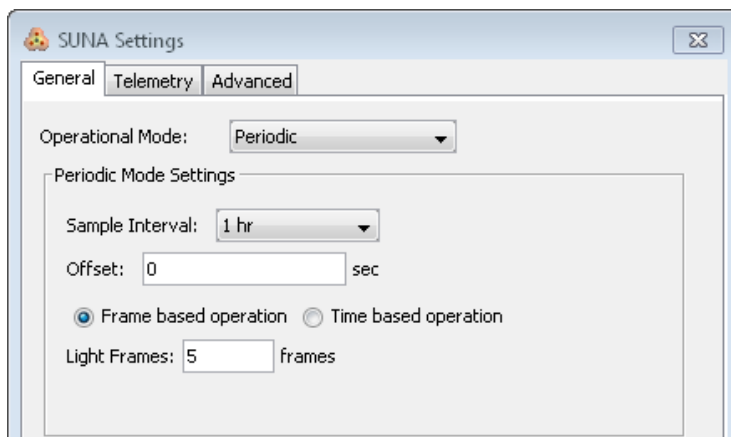 SUNA Settings
General Telemetry Advanced
Operational Mode: Periodic
Periodic Mode Settings
Sample Interval: 1 hr
Offset: 0 sec
Frame based operation Time based operation
Light Frames: 5 frames